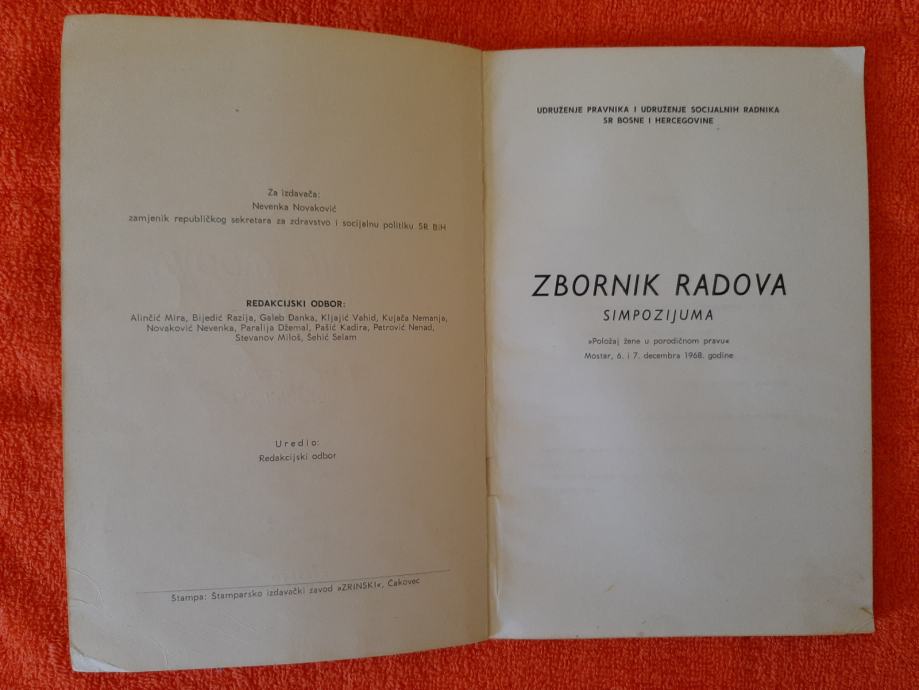 Za izdavača:
Nevenka Novaković
zamjenik republičkog sekretara za zdravstvo i socijalnu politiku SR BiH
REDAKCIJSKI ODBOR:
Alinčić Mira, Bijedić Razija, Galeb Danka, Kljajić Vahid, Kujača Nemanja,
Novaković Nevenka, Paralija Džemal, Pašić Kadira, Petrović Nenad,
Stevanov Miloš, Šehić Selam
Uredio:
Redakcijski odbor
Štampa: Štamparsko izdavački zavod »ZRINSKI«, Čakovec
UDRUŽENJE PRAVNIKA I UDRUŽENJE SOCIJALNIH RADNIKA
SR BOSNE I HERCEGOVINE
ZBORNIK RADOVA
SIMPOZIJUMA
»Položaj žene u porodičnom pravu«
Mostar, 6. i 7. decembra 1968. godine